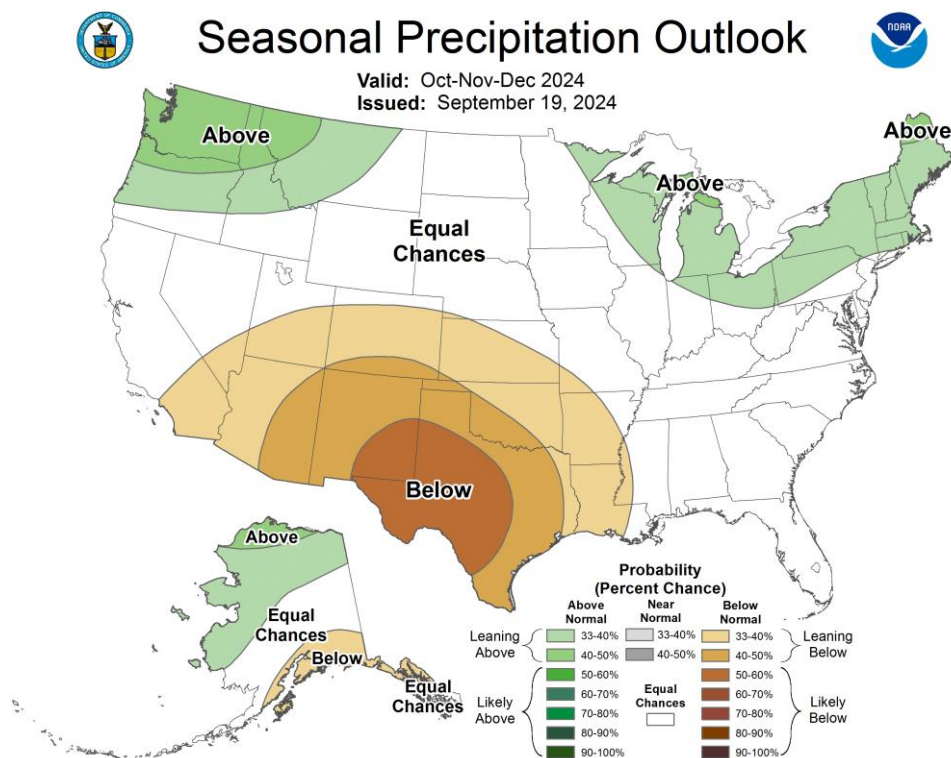 Seasonal Precipitation Outlook
NOAA
Valid: Oct-Nov-Dec 2024
Issued: September 19, 2024
Above
Above
Above
Equal
Chances
Below
Above
Equal
Chances
Below
Equal
Chances
Probability
(Percent Chance)
Above
Normal
Near
Normal
Below
Normal
Leaning
Above
33-40%
33-40%
33-40%
Leaning
Below
40-50%
40-50%
40-50%
Likely
Above
50-60%
60-70%
70-80%
80-90%
90-100%
Equal
Chances
50-60%
60-70%
70-80%
80-90%
90-100%
Likely
Below